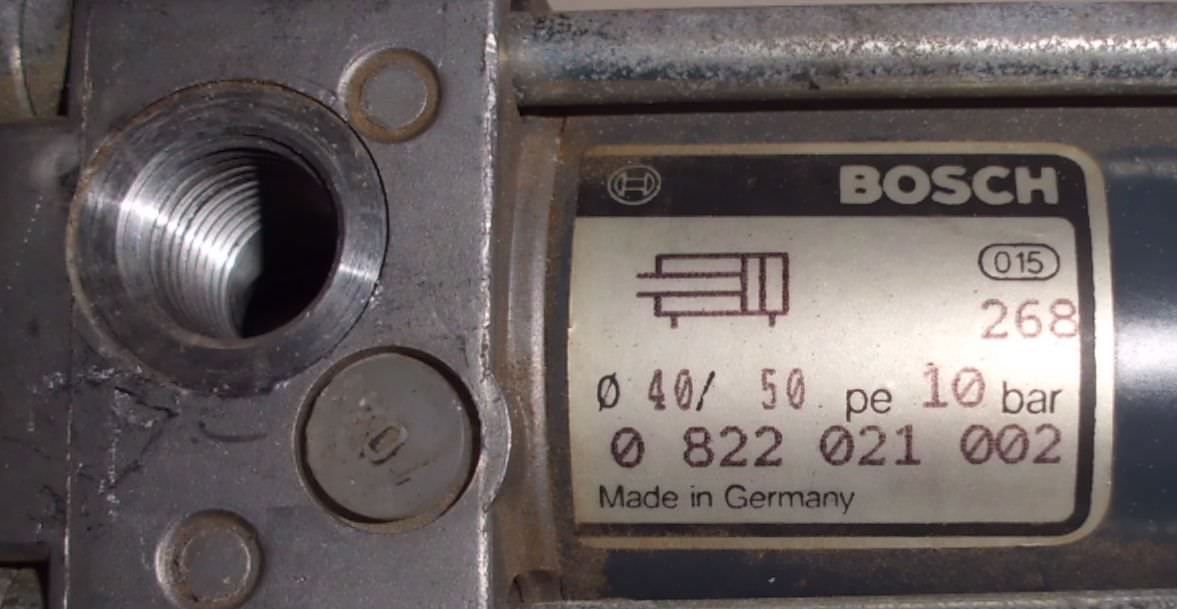 BOSCH
015
268
Ø 40/ 50 pe 10 bar
0 822 021 002
Made in Germany